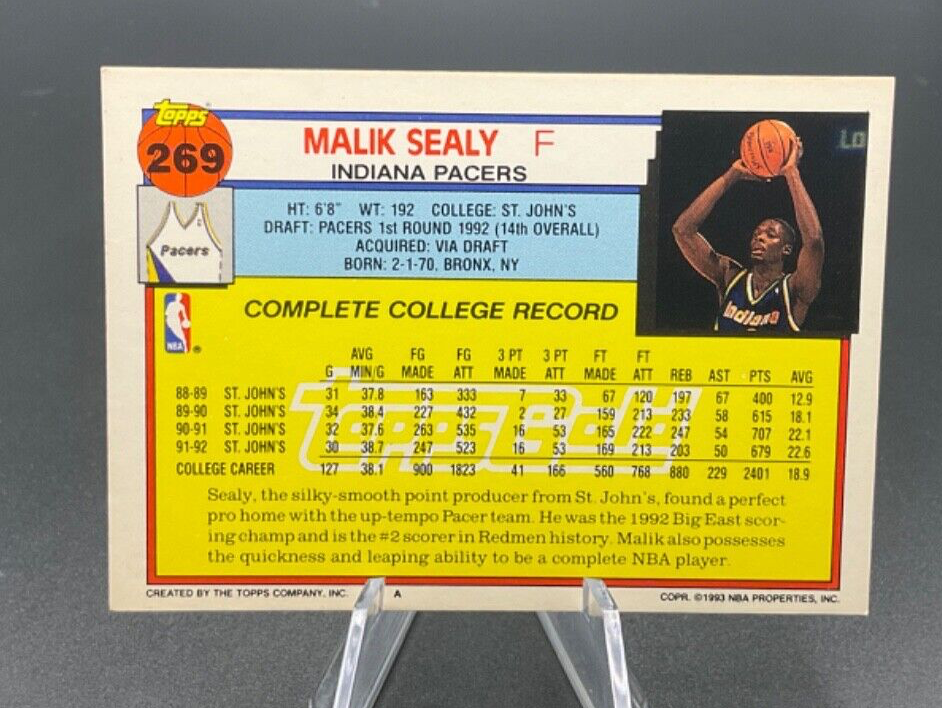 Topps
269
MALIK SEALY F
INDIANA PACERS
Pacers
HT: 6'8" WT: 192 COLLEGE: ST. JOHN'S
DRAFT: PACERS 1st ROUND 1992 (14th OVERALL)
ACQUIRED: VIA DRAFT
BORN: 2-1-70, BRONX, NY
LO
Indiana
NBA
COMPLETE COLLEGE RECORD
AVG FG FG 3 PT 3 PT FT FT
G MIN/G MADE ATT MADE ATT MADE ATT REB AST PTS AVG
88-89 ST. JOHN'S 31 37.8 163 333 7 33 67 120 197 67 400 12.9
89-90 ST. JOHN'S 34 38.4 227 432 2 27 159 213 233 58 615 18.1
90-91 ST. JOHN'S 32 37.6 263 535 16 53 165 222 247 54 707 22.1
91-92 ST. JOHN'S 30 38.7 247 523 16 53 169 213 203 50 679 22.6
COLLEGE CAREER 127 38.1 900 1823 41 166 560 768 880 229 2401 18.9
Topps Gold
Sealy, the silky-smooth point producer from St. John's, found a perfect
pro home with the up-tempo Pacer team. He was the 1992 Big East scor-
ing champ and is the #2 scorer in Redmen history. Malik also possesses
the quickness and leaping ability to be a complete NBA player.
CREATED BY THE TOPPS COMPANY, INC. A COPR. ©1993 NBA PROPERTIES, INC.